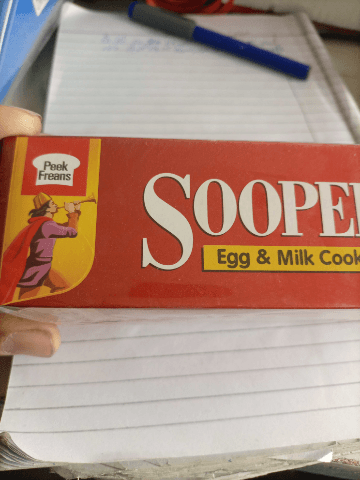 Peek
Freans
SOOPE
Egg & Milk Cook